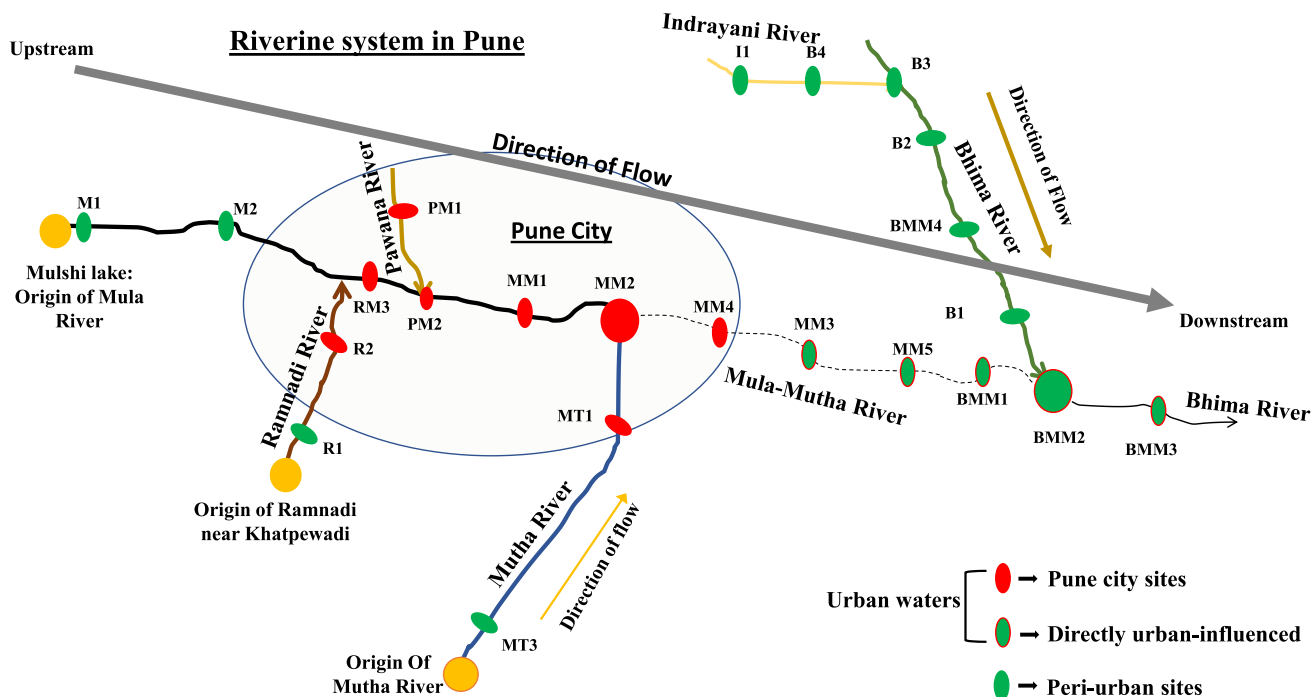 Upstream
Riverine system in Pune
Indrayani River
I1
B4
B3
Direction of Flow
B2
Direction of Flow
Bhima River
Pawana River
PM1
M1
M2
Pune City
BMM4
Mulshi lake:
Origin of Mula
River
RM3
PM2
MM1
MM2
MM4
B1
Downstream
MM3
MM5
R2
Ramnadi River
Mula-Mutha River
BMM1
Bhima River
MT1
BMM2
BMM3
R1
Origin of Ramnadi
near Khatpewadi
Mutha River
Direction of flow
MT3
Origin Of
Mutha River
Urban waters
Pune city sites
Directly urban-influenced
Peri-urban sites